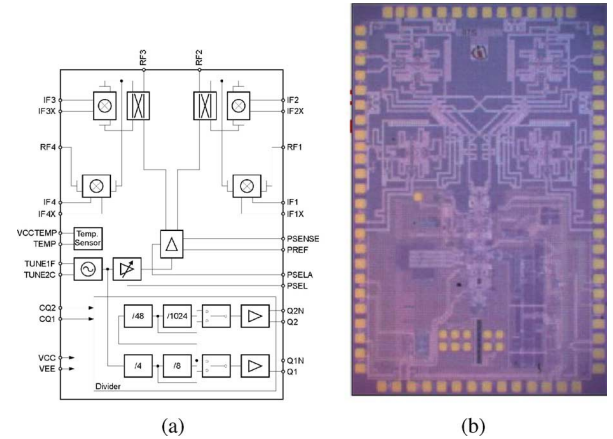 RF3
RF2
IF3
IF3X
IF2
IF2X
RF4
RF1
IF4
IF4X
IF1
IF1X
VCCTEMP
TEMP
Temp.
Sensor
PSENSE
PREF
TUNE1F
TUNE2C
PSELA
PSEL
CQ2
CQ1
/48
/1024
Q2N
Q2
VCC
VEE
/4
/8
Q1N
Q1
Divider
(a)
(b)